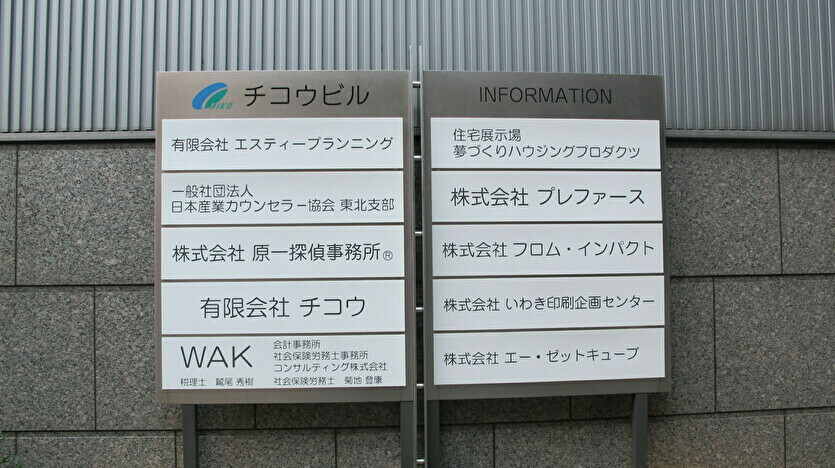 チコウビル
有限会社 エスティープランニング
一般社団法人
日本産業カウンセラー協会 東北支部
株式会社 原一探偵事務所®
有限会社 チコウ
WAK
会計事務所
社会保険労務士事務所
コンサルティング株式会社
税理士 鷲尾 秀樹
社会保険労務士 菊地 登康
INFORMATION
住宅展示場
夢づくりハウジングプロダクツ
株式会社 プレファース
株式会社 フロム・インパクト
株式会社 いわき印刷企画センター
株式会社 エー・ゼットキューブ